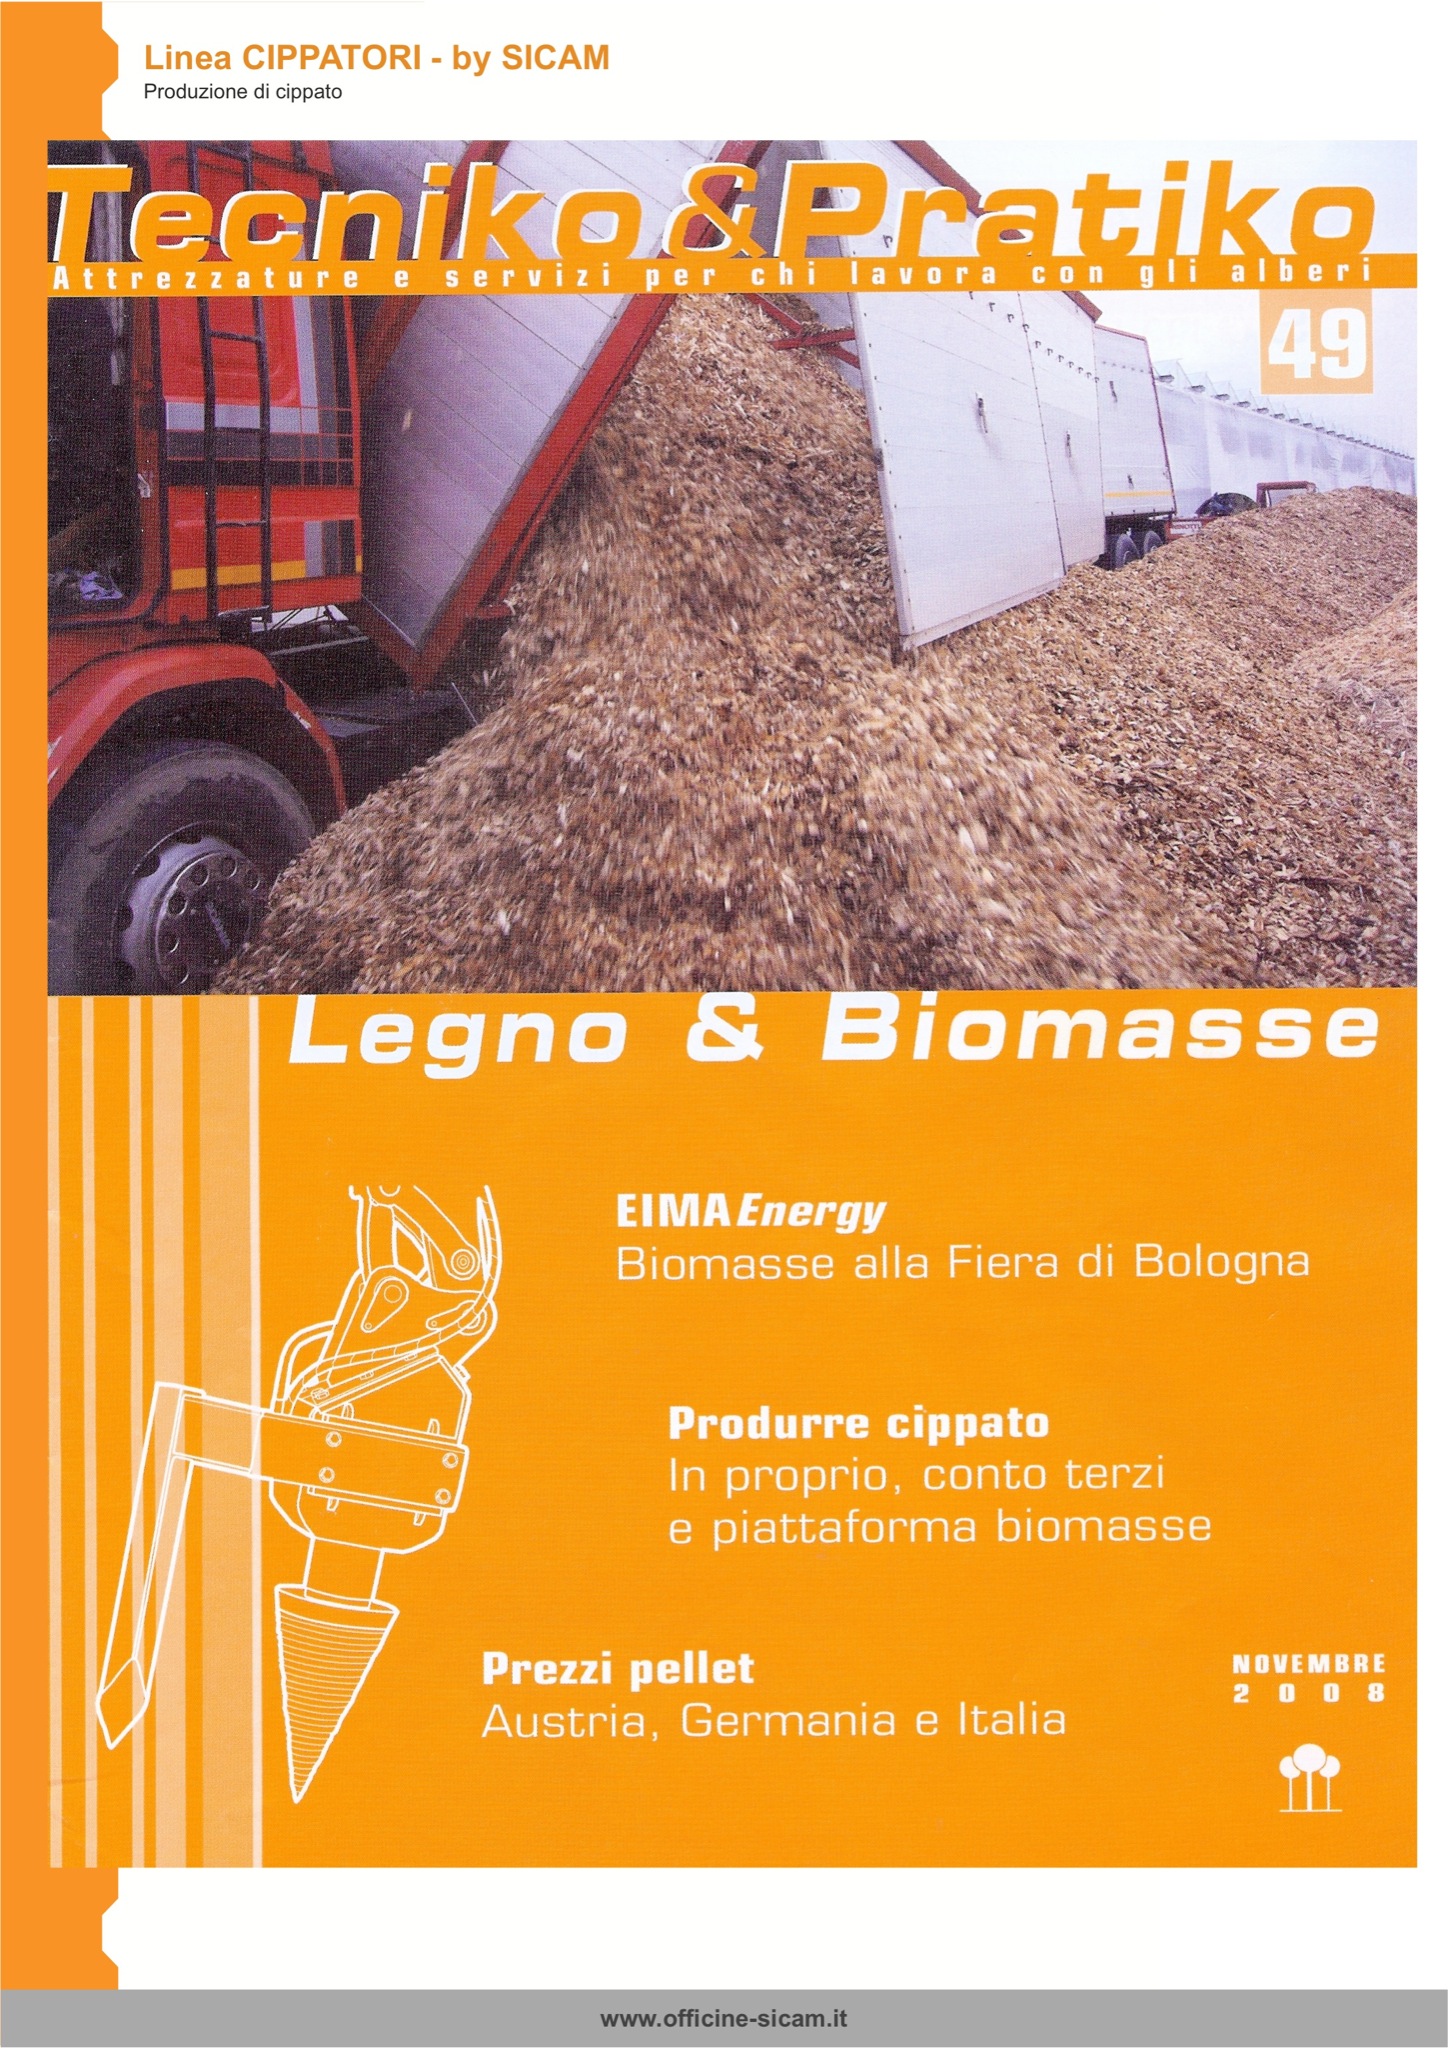 Linea CIPPATORI - by SICAM
Produzione di cippato
Tecniko&Pratiko
Attrezzature e servizi per chi lavora con gli alberi
49
Legno & Biomasse
EIMAEnergy
Biomasse alla Fiera di Bologna
Produrre cippato
In proprio, conto terzi
e piattaforma biomasse
Prezzi pellet
Austria, Germania e Italia
NOVEMBRE
2008
www.officine-sicam.it